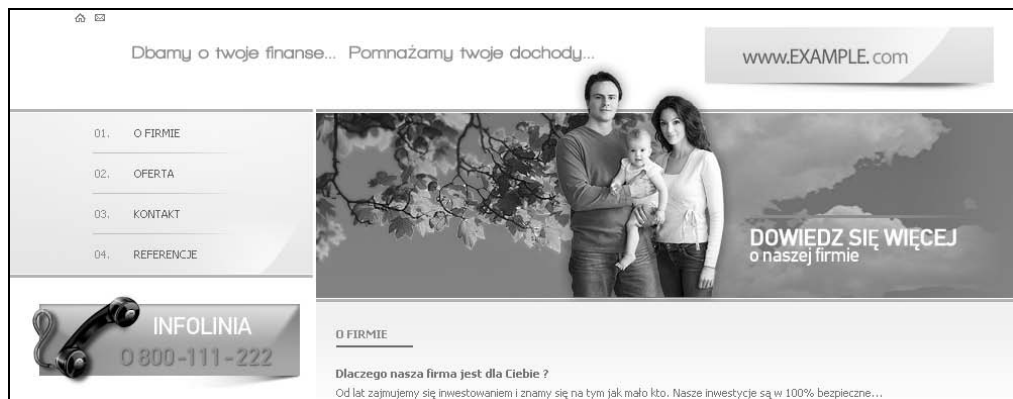 Dbamy o twoje finanse... Pomnażamy twoje dochody...
www.EXAMPLE.com
01. O FIRMIE
02. OFERTA
03. KONTAKT
04. REFERENCJE
DOWIEDZ SIĘ WIĘCEJ
o naszej firmie
INFOLINIA
0 800-111-222
O FIRMIE
Dlaczego nasza firma jest dla Ciebie ?
Od lat zajmujemy się inwestowaniem i znamy się na tym jak mało kto. Nasze inwestycje są w 100% bezpieczne...